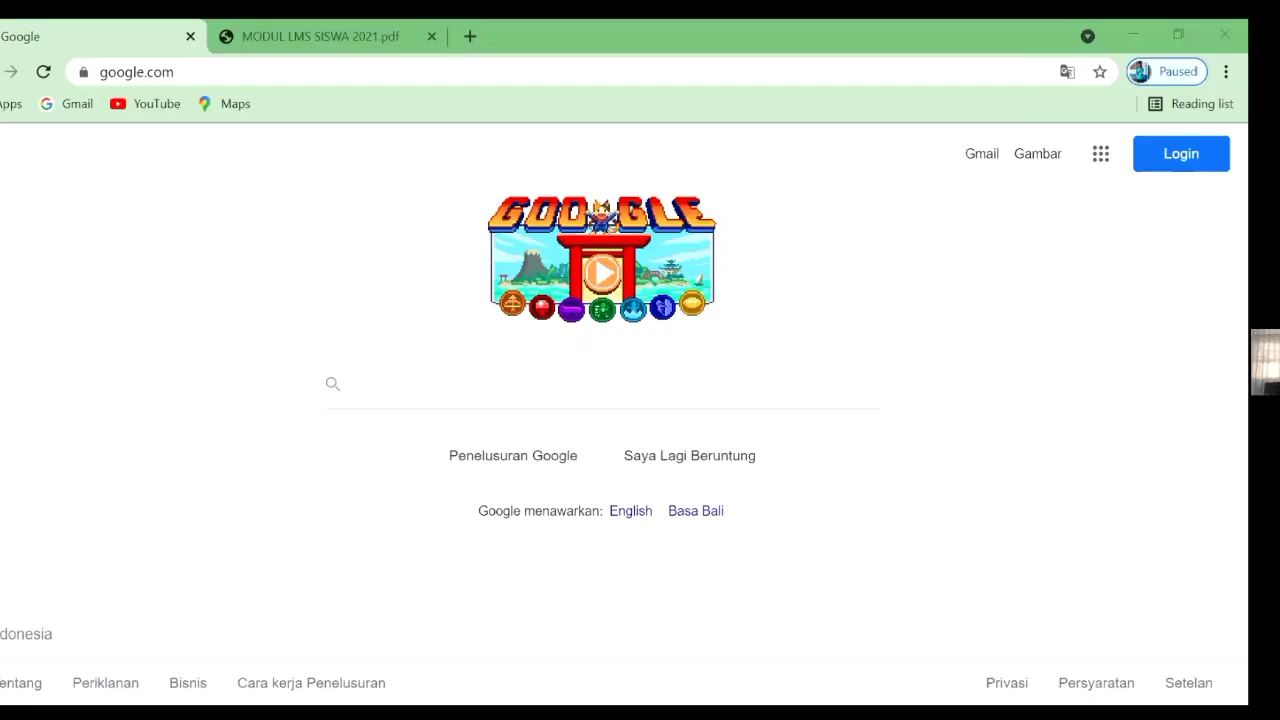 Google
MODUL LMS SISWA 2021.pdf
google.com
Paused
Gmail
YouTube
Maps
Reading list
Gmail
Gambar
Login
GOOGLE
Penelusuran Google
Saya Lagi Beruntung
Google menawarkan: English Basa Bali
donesia
entang
Periklanan
Bisnis
Cara kerja Penelusuran
Privasi
Persyaratan
Setelan